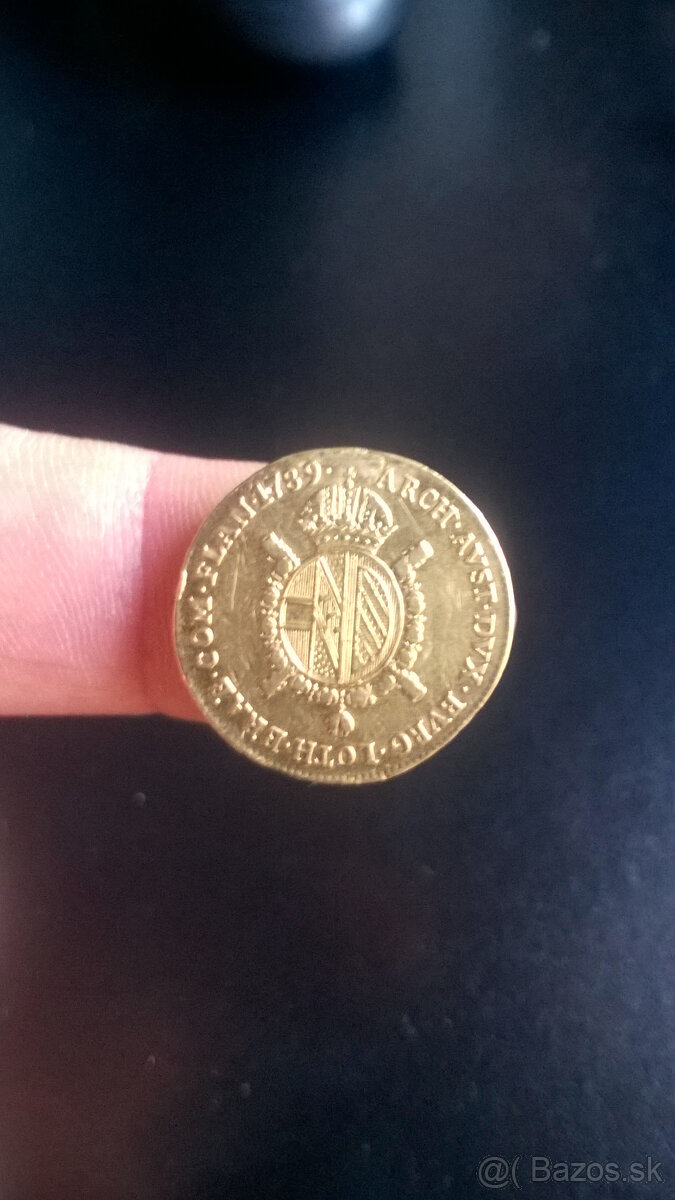 ARCH·AVST·DVX·BVRG·LOTH·BRAB·COM·FLAN·1789·
@( Bazos.sk